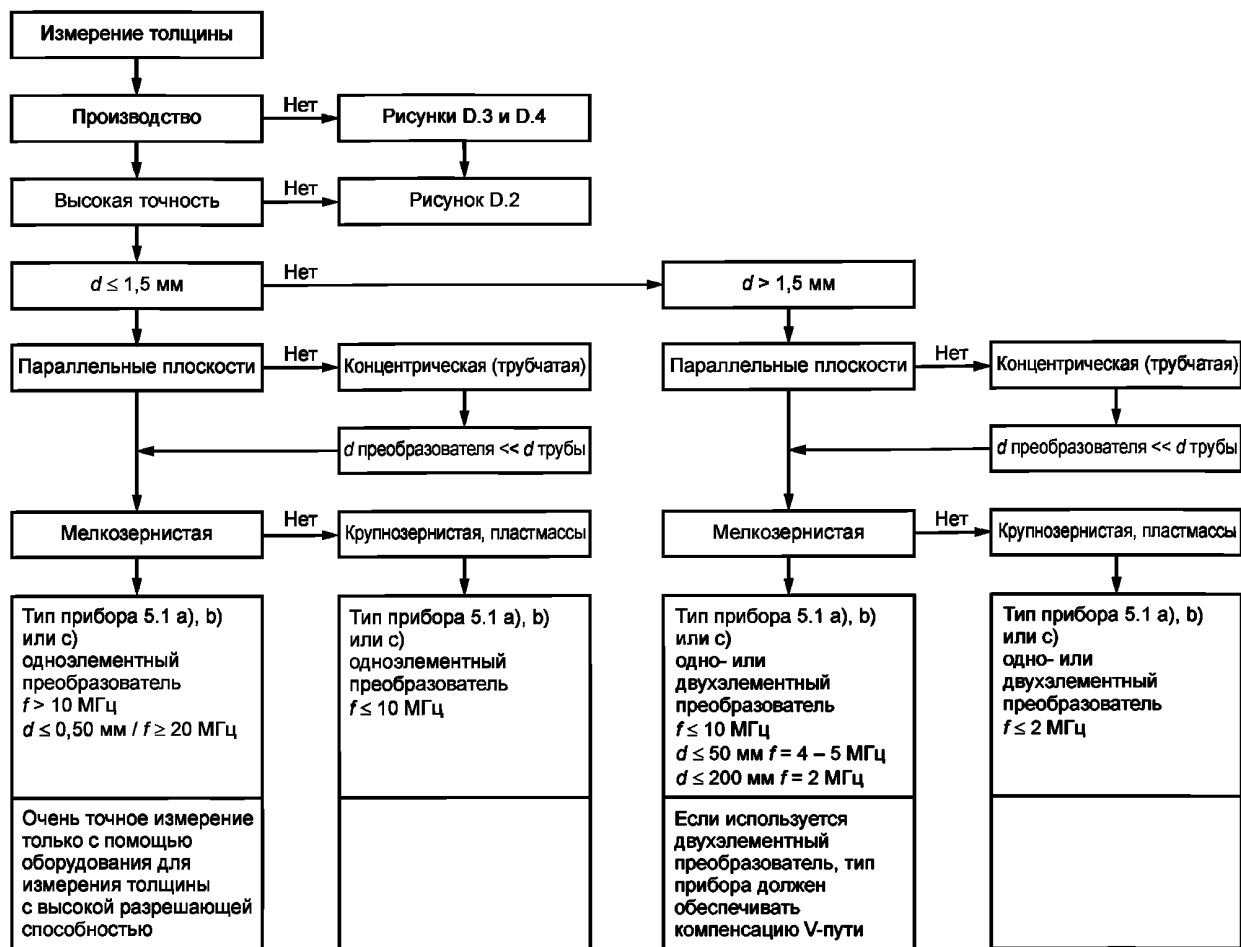 Измерение толщины
Производство
Нет
Рисунки D.3 и D.4
Высокая точность
Нет
Рисунок D.2
d ≤ 1,5 мм
Нет
d > 1,5 мм
Параллельные плоскости
Нет
Концентрическая (трубчатая)
Параллельные плоскости
Нет
Концентрическая (трубчатая)
d преобразователя << d трубы
d преобразователя << d трубы
Мелкозернистая
Нет
Крупнозернистая, пластмассы
Мелкозернистая
Нет
Крупнозернистая, пластмассы
Тип прибора 5.1 a), b)
или c)
одноэлементный
преобразователь
f > 10 МГц
d ≤ 0,50 мм / f ≥ 20 МГц
Тип прибора 5.1 a), b)
или c)
одноэлементный
преобразователь
f ≤ 10 МГц
Тип прибора 5.1 a), b)
или c)
одно- или
двухэлементный
преобразователь
f ≤ 10 МГц
d ≤ 50 мм f = 4 – 5 МГц
d ≤ 200 мм f = 2 МГц
Тип прибора 5.1 a), b)
или c)
одно- или
двухэлементный
преобразователь
f ≤ 2 МГц
Очень точное измерение
только с помощью
оборудования для
измерения толщины
с высокой разрешающей
способностью
Если используется
двухэлементный
преобразователь, тип
прибора должен
обеспечивать
компенсацию V-пути